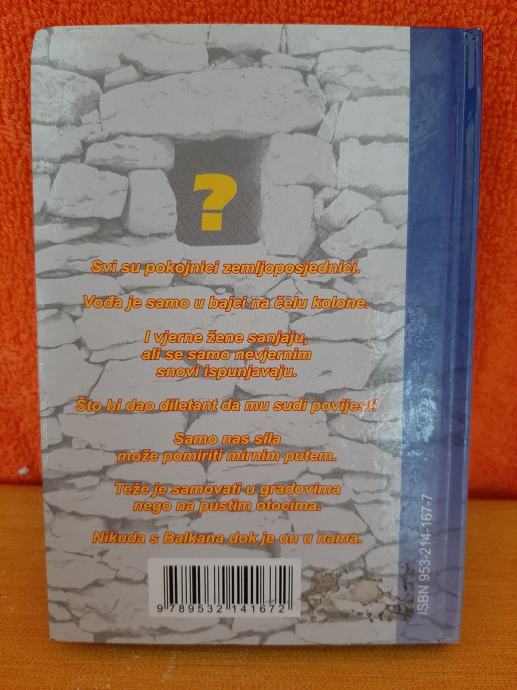 ?
Svi su pokojnici zemljoposjednici.
Vođa je samo u bajci na čelu kolone.
I vjerne žene sanjaju,
ali se samo nevjernim
snovi ispunjavaju.
Što bi dao diletant da mu sudi povijest!
Samo nas sila
može pomiriti mirnim putem.
Teže je samovati u gradovima
nego na pustim otocima.
Nikuda s Balkana dok je on u nama.
9 789532 141672
ISBN 953-214-167-7